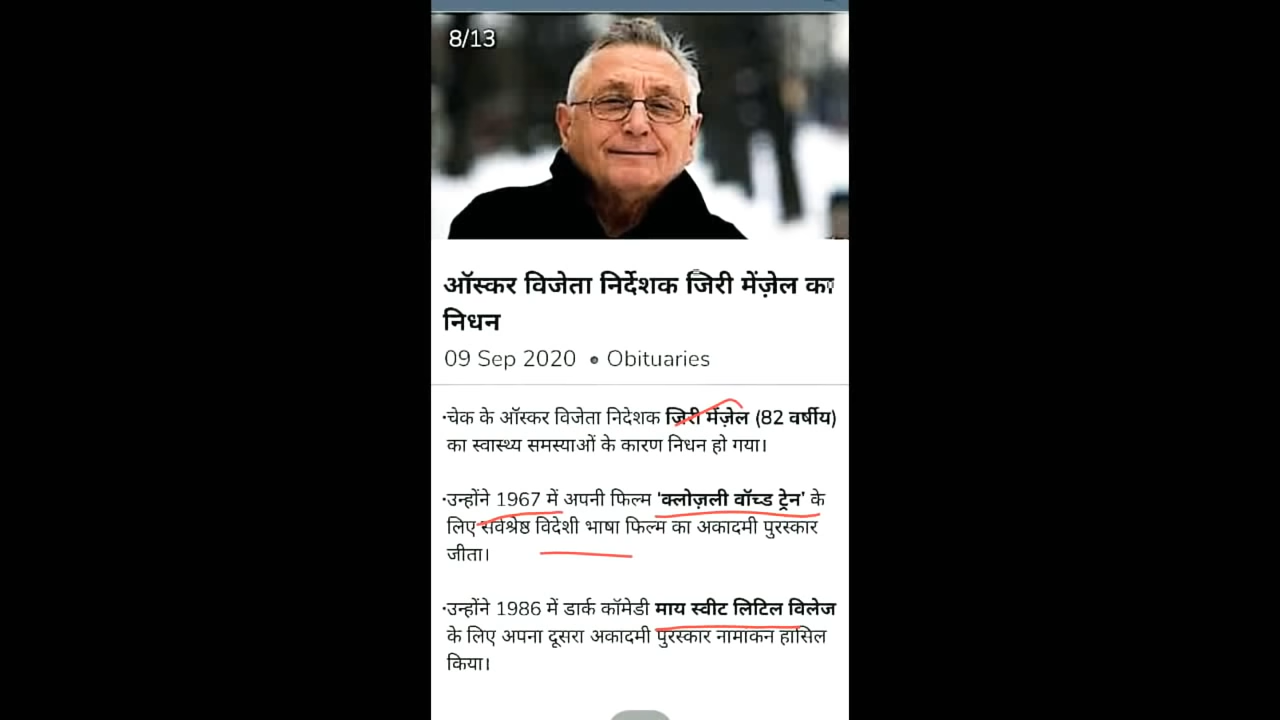 8/13
ऑस्कर विजेता निर्देशक जिरी मेंज़ेल का
निधन
09 Sep 2020 • Obituaries
•चेक के ऑस्कर विजेता निदेशक जिरी मेंज़ेल (82 वर्षीय)
का स्वास्थ्य समस्याओं के कारण निधन हो गया।
•उन्होंने 1967 में अपनी फिल्म 'क्लोज़ली वॉच्ड ट्रेन' के
लिए सर्वश्रेष्ठ विदेशी भाषा फिल्म का अकादमी पुरस्कार
जीता।
•उन्होंने 1986 में डार्क कॉमेडी माय स्वीट लिटिल विलेज
के लिए अपना दूसरा अकादमी पुरस्कार नामांकन हासिल
किया।